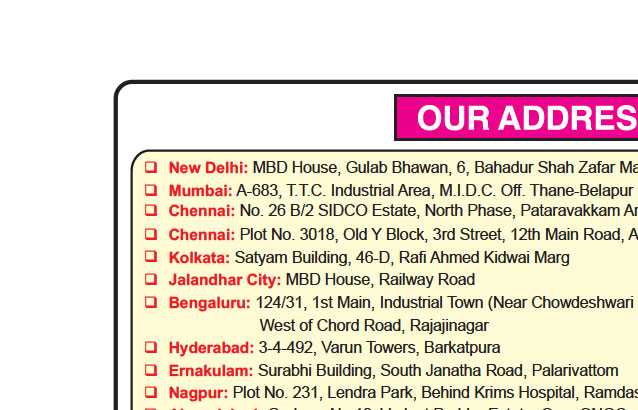 OUR ADDRES
❑ New Delhi: MBD House, Gulab Bhawan, 6, Bahadur Shah Zafar Ma
❑ Mumbai: A-683, T.T.C. Industrial Area, M.I.D.C. Off. Thane-Belapur
❑ Chennai: No. 26 B/2 SIDCO Estate, North Phase, Pataravakkam
❑ Chennai: Plot No. 3018, Old Y Block, 3rd Street, 12th Main Road,
❑ Kolkata: Satyam Building, 46-D, Rafi Ahmed Kidwai Marg
❑ Jalandhar City: MBD House, Railway Road
❑ Bengaluru: 124/31, 1st Main, Industrial Town (Near Chowdeshwari
West of Chord Road, Rajajinagar
❑ Hyderabad: 3-4-492, Varun Towers, Barkatpura
❑ Ernakulam: Surabhi Building, South Janatha Road, Palarivattom
❑ Nagpur: Plot No. 231, Lendra Park, Behind Krims Hospital, Ramdas